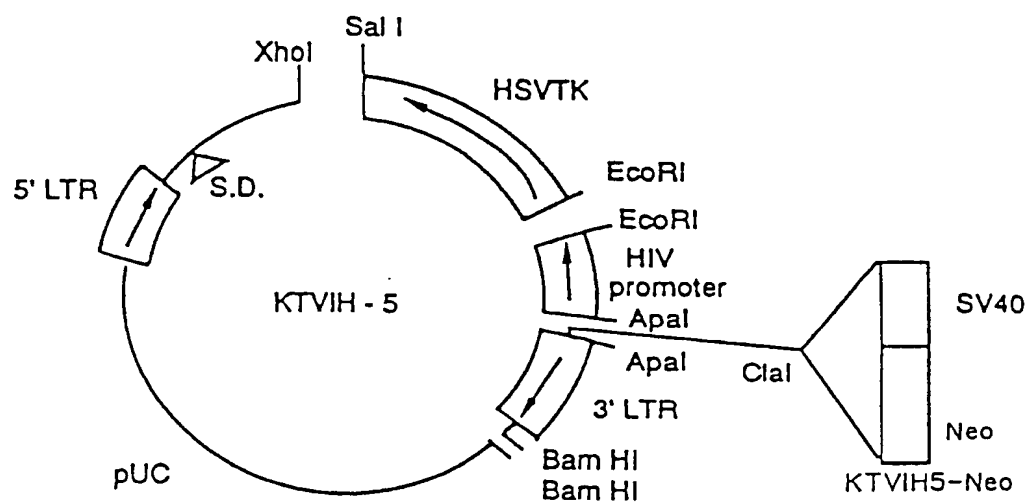 Sal I
XhoI
HSVTK
EcoRI
5' LTR
S.D.
EcoRI
HIV
promoter
KTVIH - 5
SV40
ApaI
ApaI
ClaI
3' LTR
Neo
Bam HI
pUC
KTVIH5-Neo
Bam HI